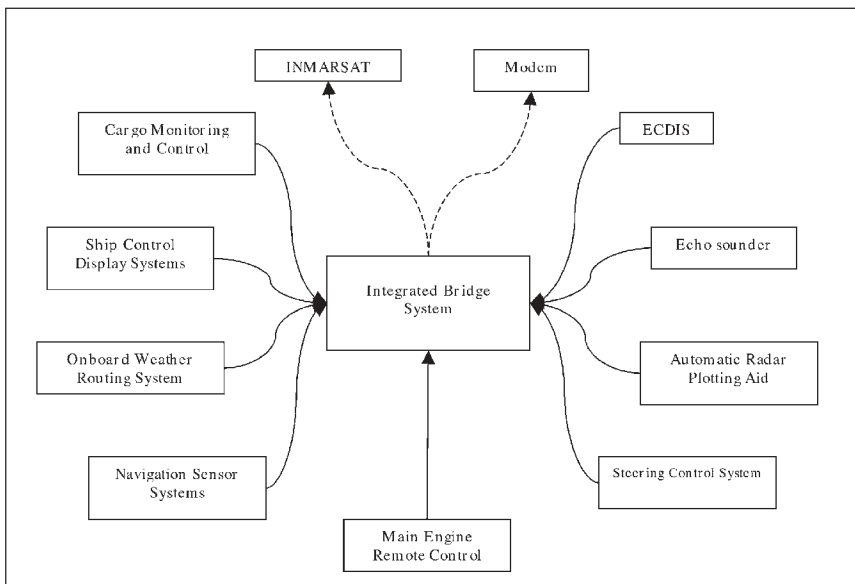 INMARSAT
Modem
Cargo Monitoring
and Control
ECDIS
Ship Control
Display Systems
Echo sounder
Integrated Bridge
System
Onboard Weather
Routing System
Automatic Radar
Plotting Aid
Navigation Sensor
Systems
Steering Control System
Main Engine
Remote Control